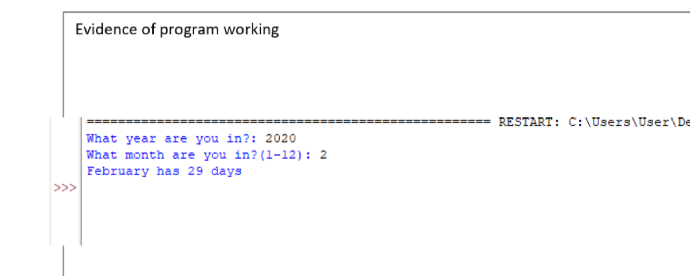 Evidence of program working
===================================================== RESTART: C:\Users\User\De
What year are you in?: 2020
What month are you in?(1-12): 2
February has 29 days
>>>